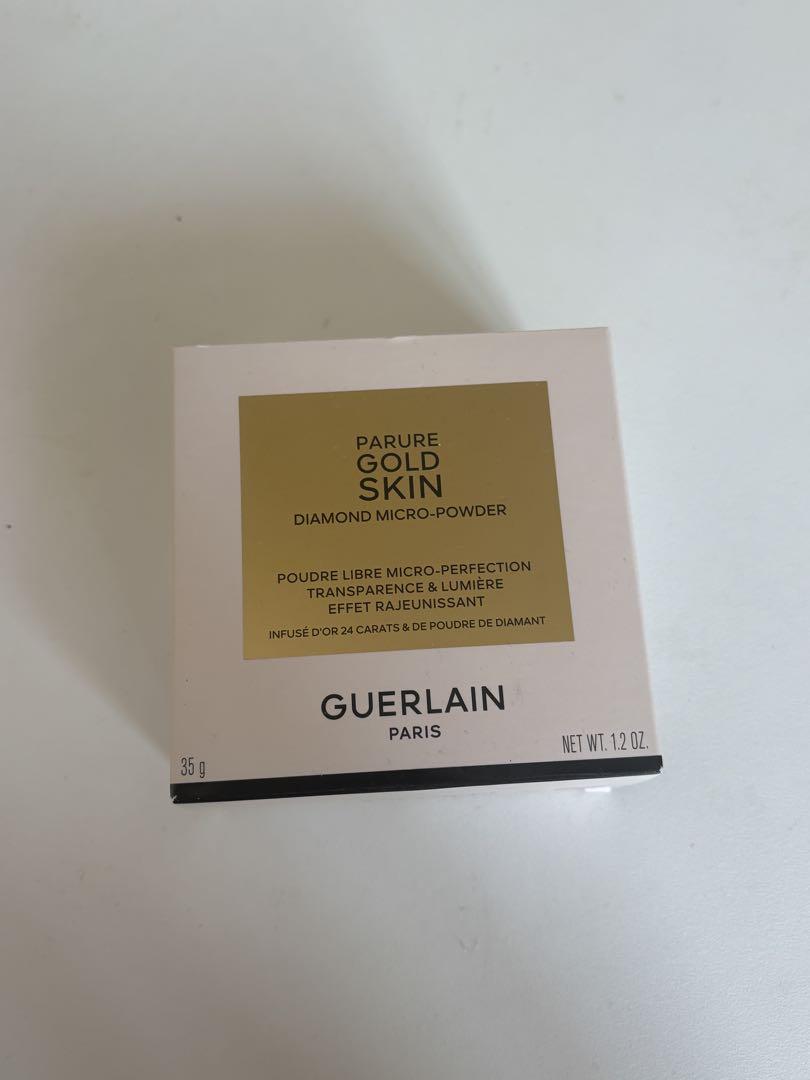 PARURE
GOLD
SKIN
DIAMOND MICRO-POWDER
POUDRE LIBRE MICRO-PERFECTION
TRANSPARENCE & LUMIÈRE
EFFET RAJEUNISSANT
INFUSÉ D'OR 24 CARATS & DE POUDRE DE DIAMANT
GUERLAIN
PARIS
35 g
NET WT. 1.2 OZ.